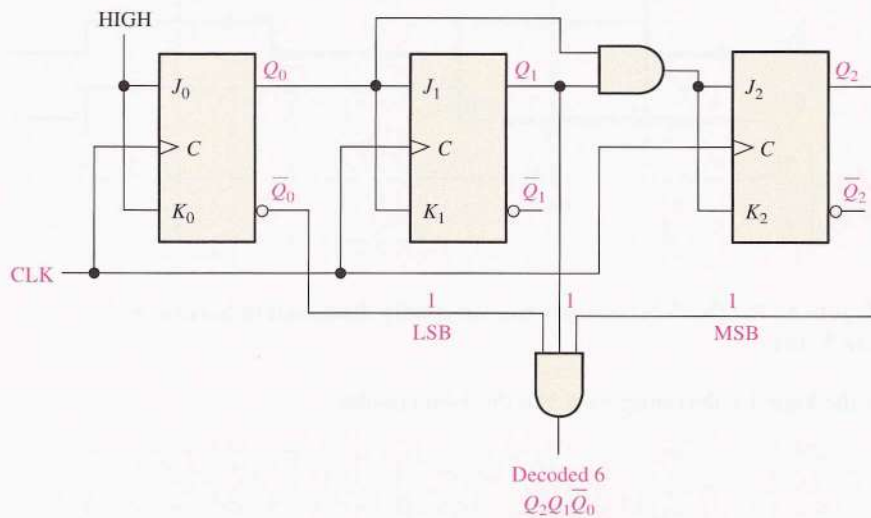 HIGH
Q₀ Q₁ Q₂
J₀ J₁ J₂
C C C
Q̅₀ Q̅₁ Q̅₂
K₀ K₁ K₂
CLK
1 1 1
LSB MSB
Decoded 6
Q₂Q₁Q̅₀